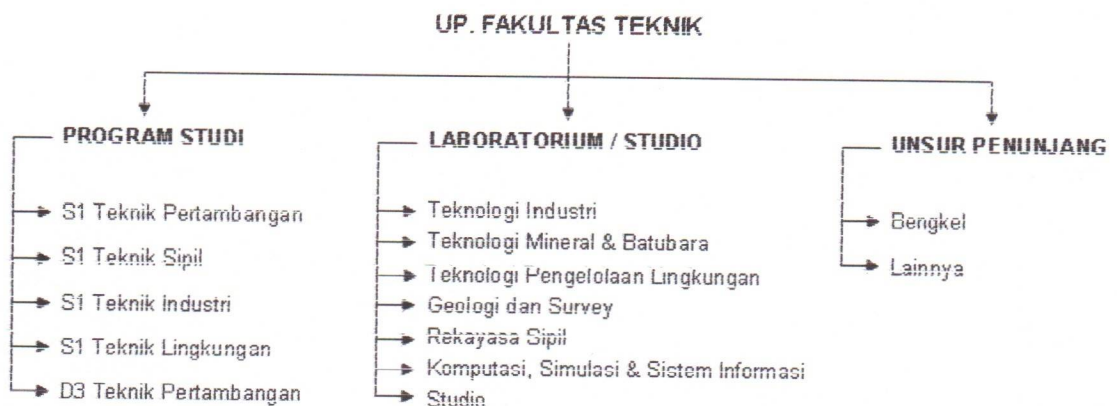 UP. FAKULTAS TEKNIK
PROGRAM STUDI
S1 Teknik Pertambangan
S1 Teknik Sipil
S1 Teknik Industri
S1 Teknik Lingkungan
D3 Teknik Pertambangan
LABORATORIUM / STUDIO
Teknologi Industri
Teknologi Mineral & Batubara
Teknologi Pengelolaan Lingkungan
Geologi dan Survey
Rekayasa Sipil
Komputasi, Simulasi & Sistem Informasi
Studio
UNSUR PENUNJANG
Bengkel
Lainnya